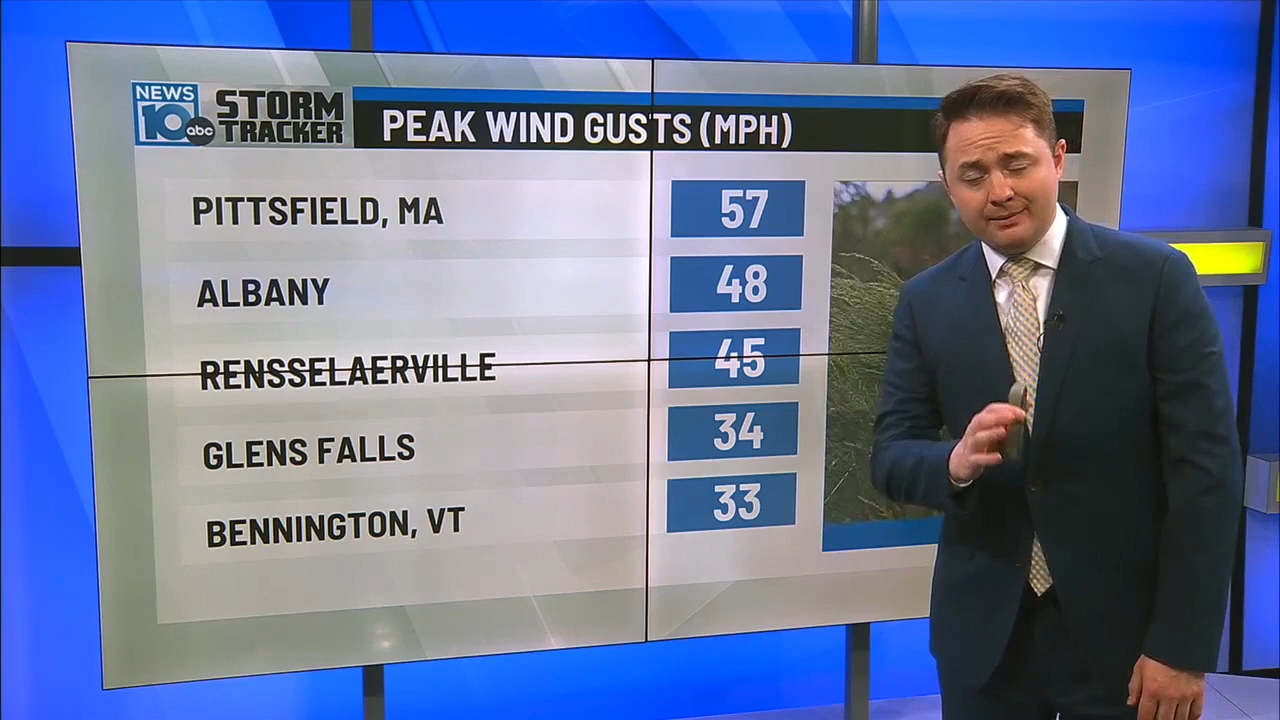 NEWS
10
abc
STORM
TRACKER
PEAK WIND GUSTS (MPH)
PITTSFIELD, MA 57
ALBANY 48
RENSSELAERVILLE 45
GLENS FALLS 34
BENNINGTON, VT 33